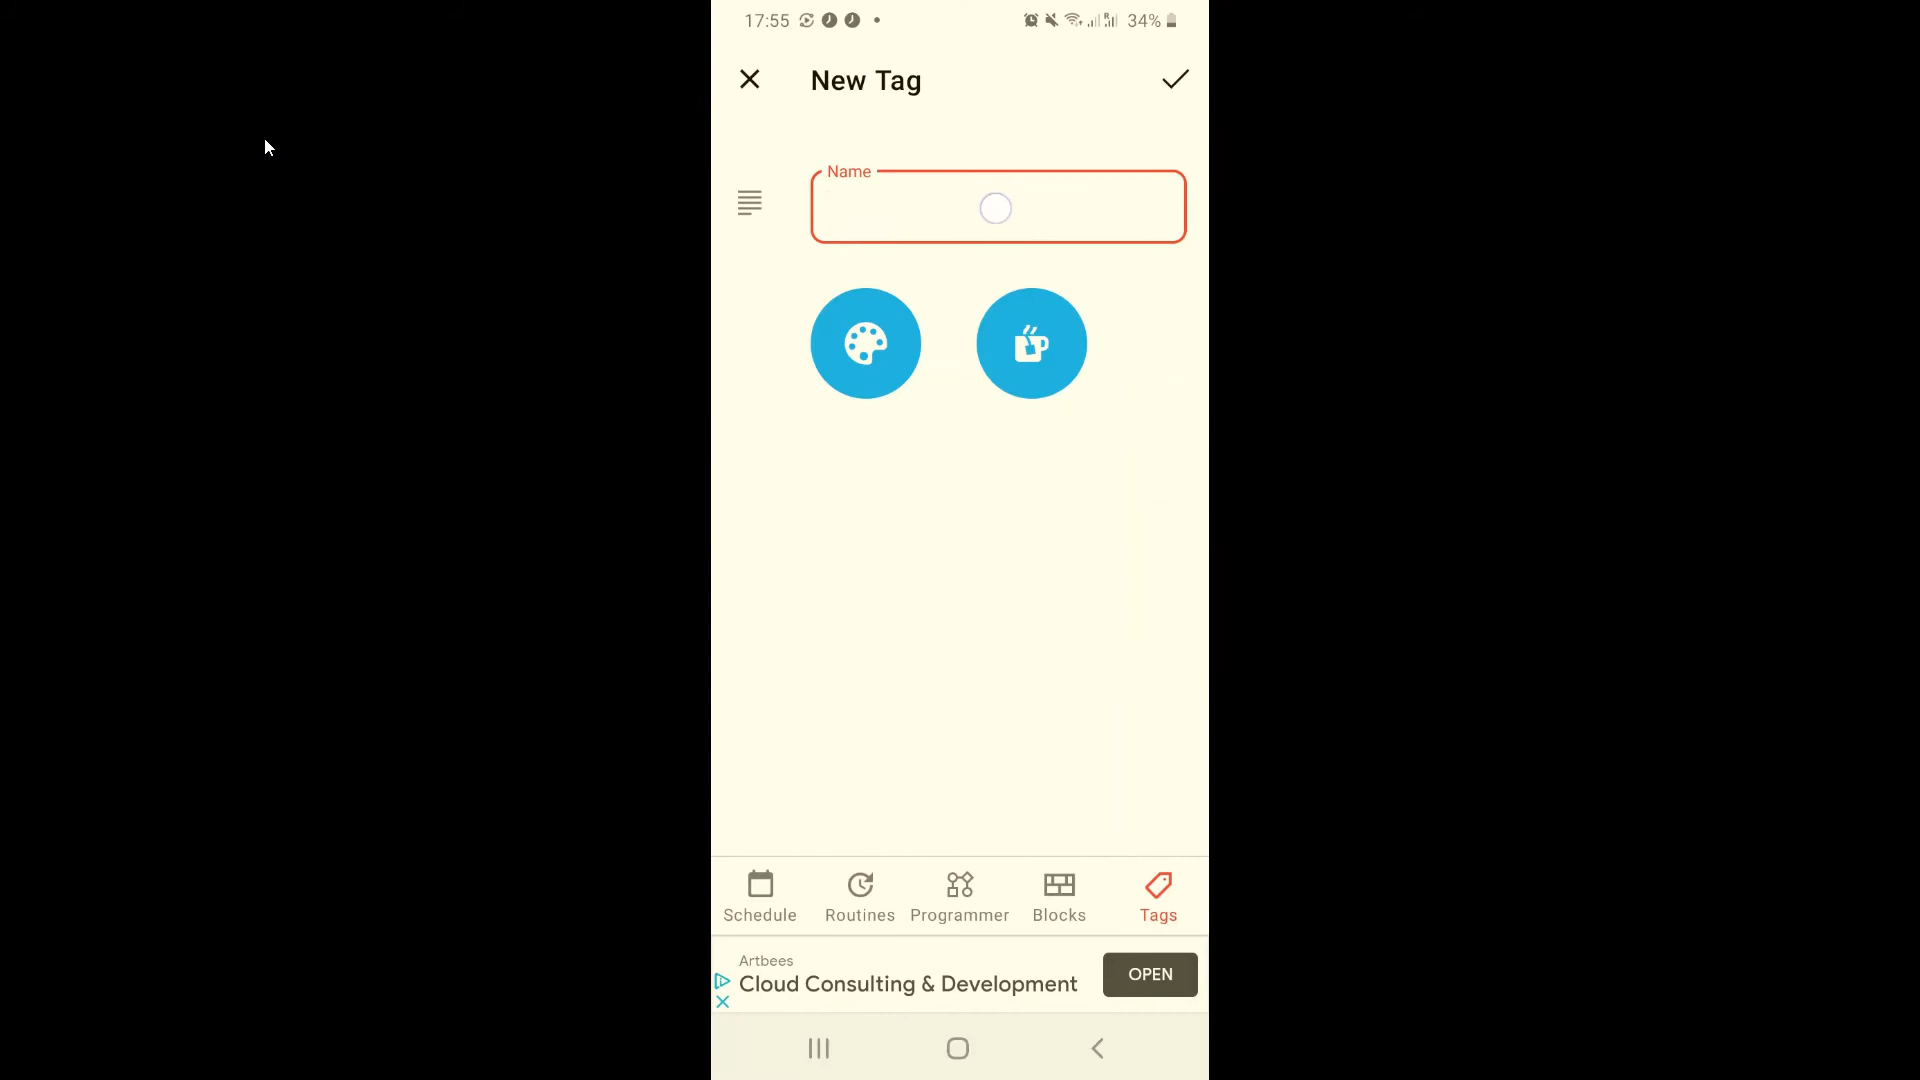 17:55 34%
New Tag
Name
Schedule Routines Programmer Blocks Tags
Artbees
Cloud Consulting & Development
OPEN